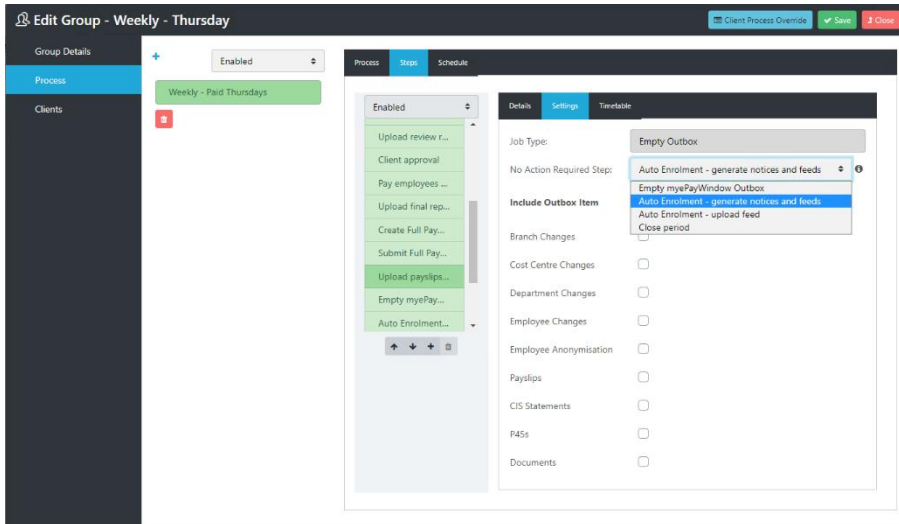 Edit Group - Weekly - Thursday
Client Process Override
Save
Close
Group Details
Process
Clients
Enabled
Weekly - Paid Thursdays
Process Steps Schedule
Enabled
Upload review r...
Client approval
Pay employees ...
Upload final rep...
Create Full Pay...
Submit Full Pay...
Upload payslips...
Empty myePay...
Auto Enrolment...
Details Settings Timetable
Job Type: Empty Outbox
No Action Required Step: Auto Enrolment - generate notices and feeds
Empty myePayWindow Outbox
Auto Enrolment - generate notices and feeds
Auto Enrolment - upload feed
Close period
Include Outbox Item
Branch Changes
Cost Centre Changes
Department Changes
Employee Changes
Employee Anonymisation
Payslips
CIS Statements
P45s
Documents